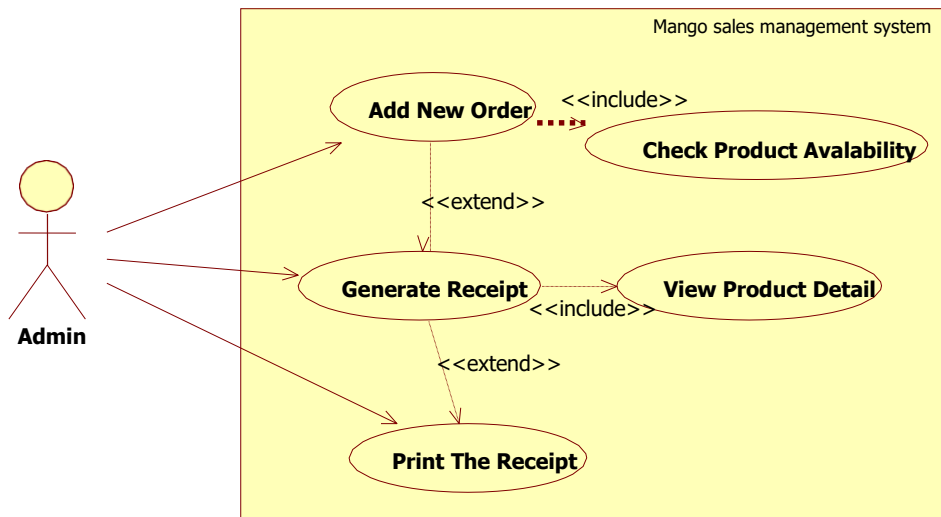 Mango sales management system
Add New Order
<<include>>
Check Product Avalability
<<extend>>
Generate Receipt
View Product Detail
<<include>>
Admin
<<extend>>
Print The Receipt